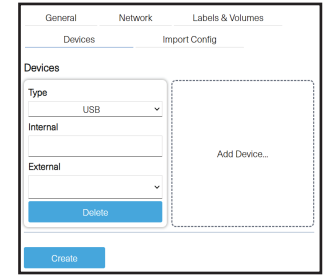 General Network Labels & Volumes
Devices Import Config
Devices
Type
USB
Internal
Add Device...
External
Delete
Create